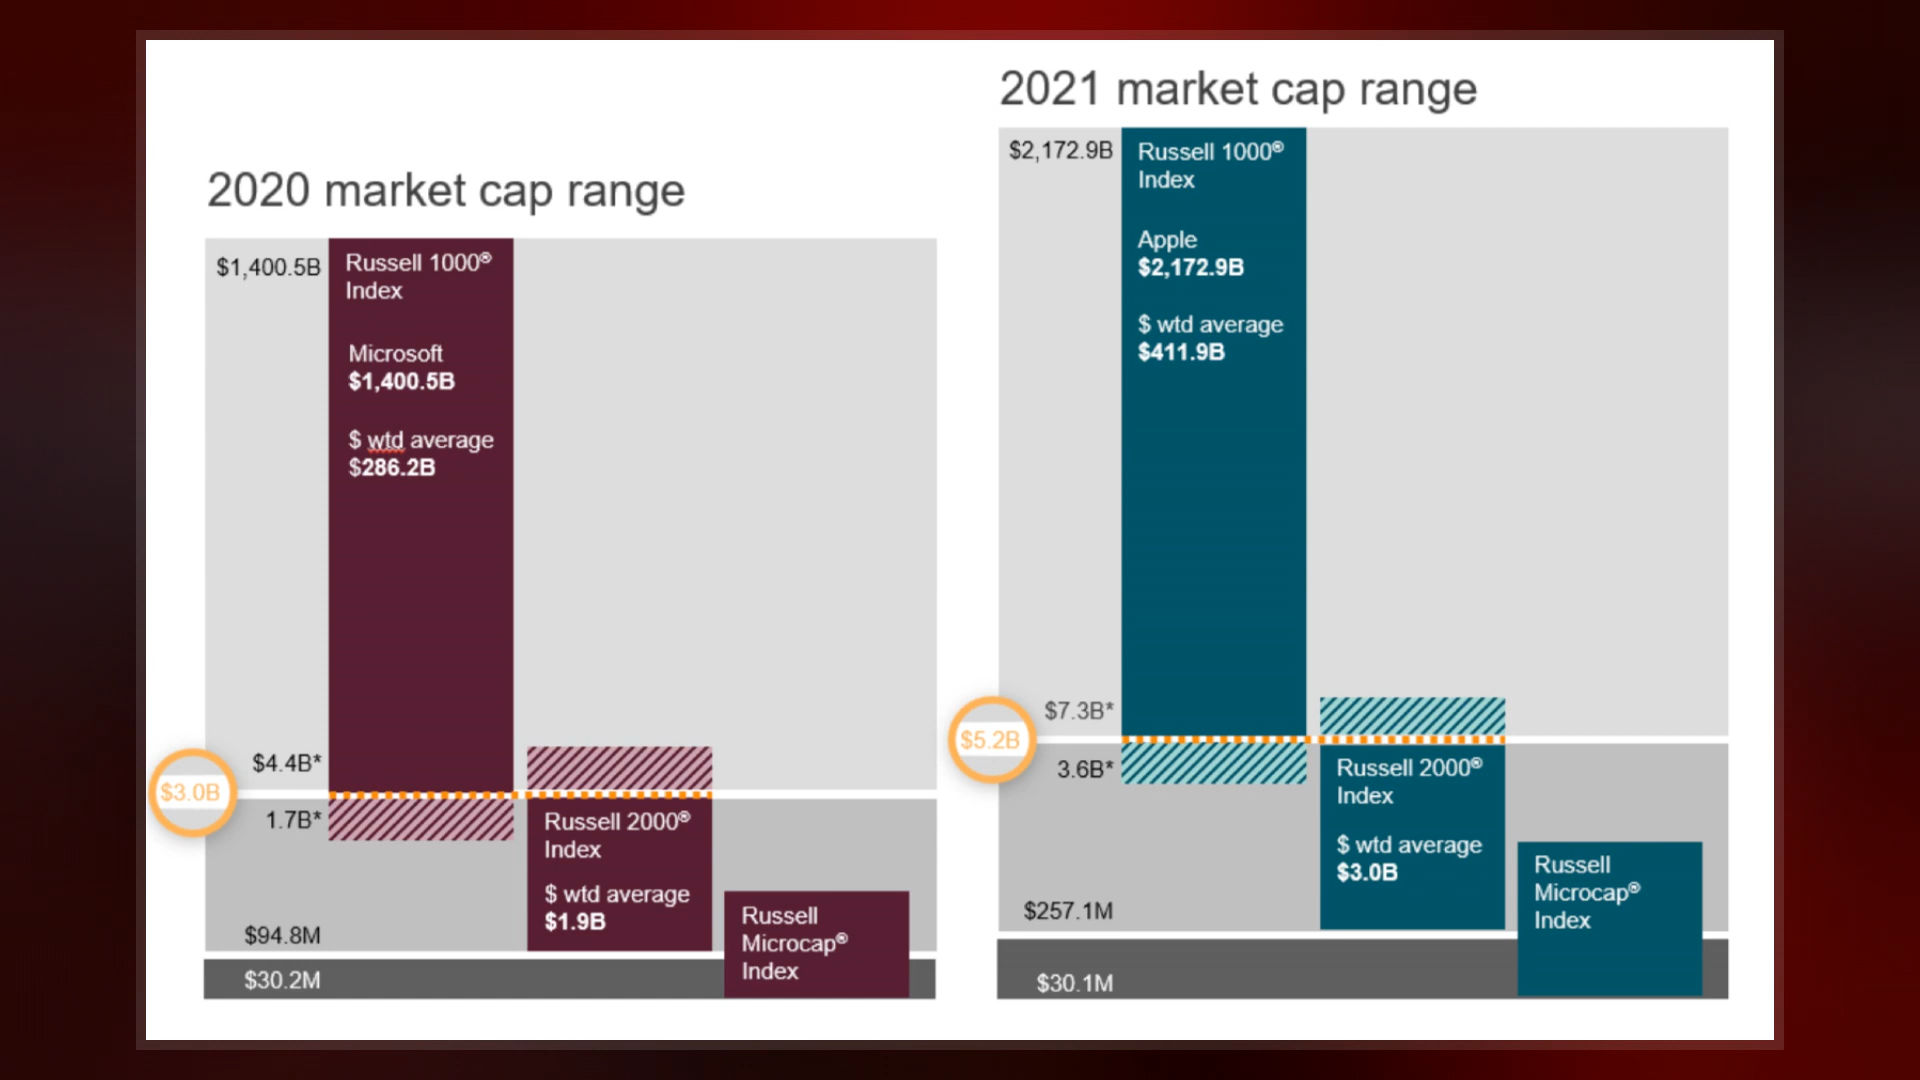 2020 market cap range
$1,400.5B
Russell 1000®
Index
Microsoft
$1,400.5B
$ wtd average
$286.2B
$4.4B*
$3.0B
1.7B*
Russell 2000®
Index
$ wtd average
$1.9B
$94.8M
Russell
Microcap®
Index
$30.2M
2021 market cap range
$2,172.9B
Russell 1000®
Index
Apple
$2,172.9B
$ wtd average
$411.9B
$7.3B*
$5.2B
3.6B*
Russell 2000®
Index
$ wtd average
$3.0B
$257.1M
Russell
Microcap®
Index
$30.1M